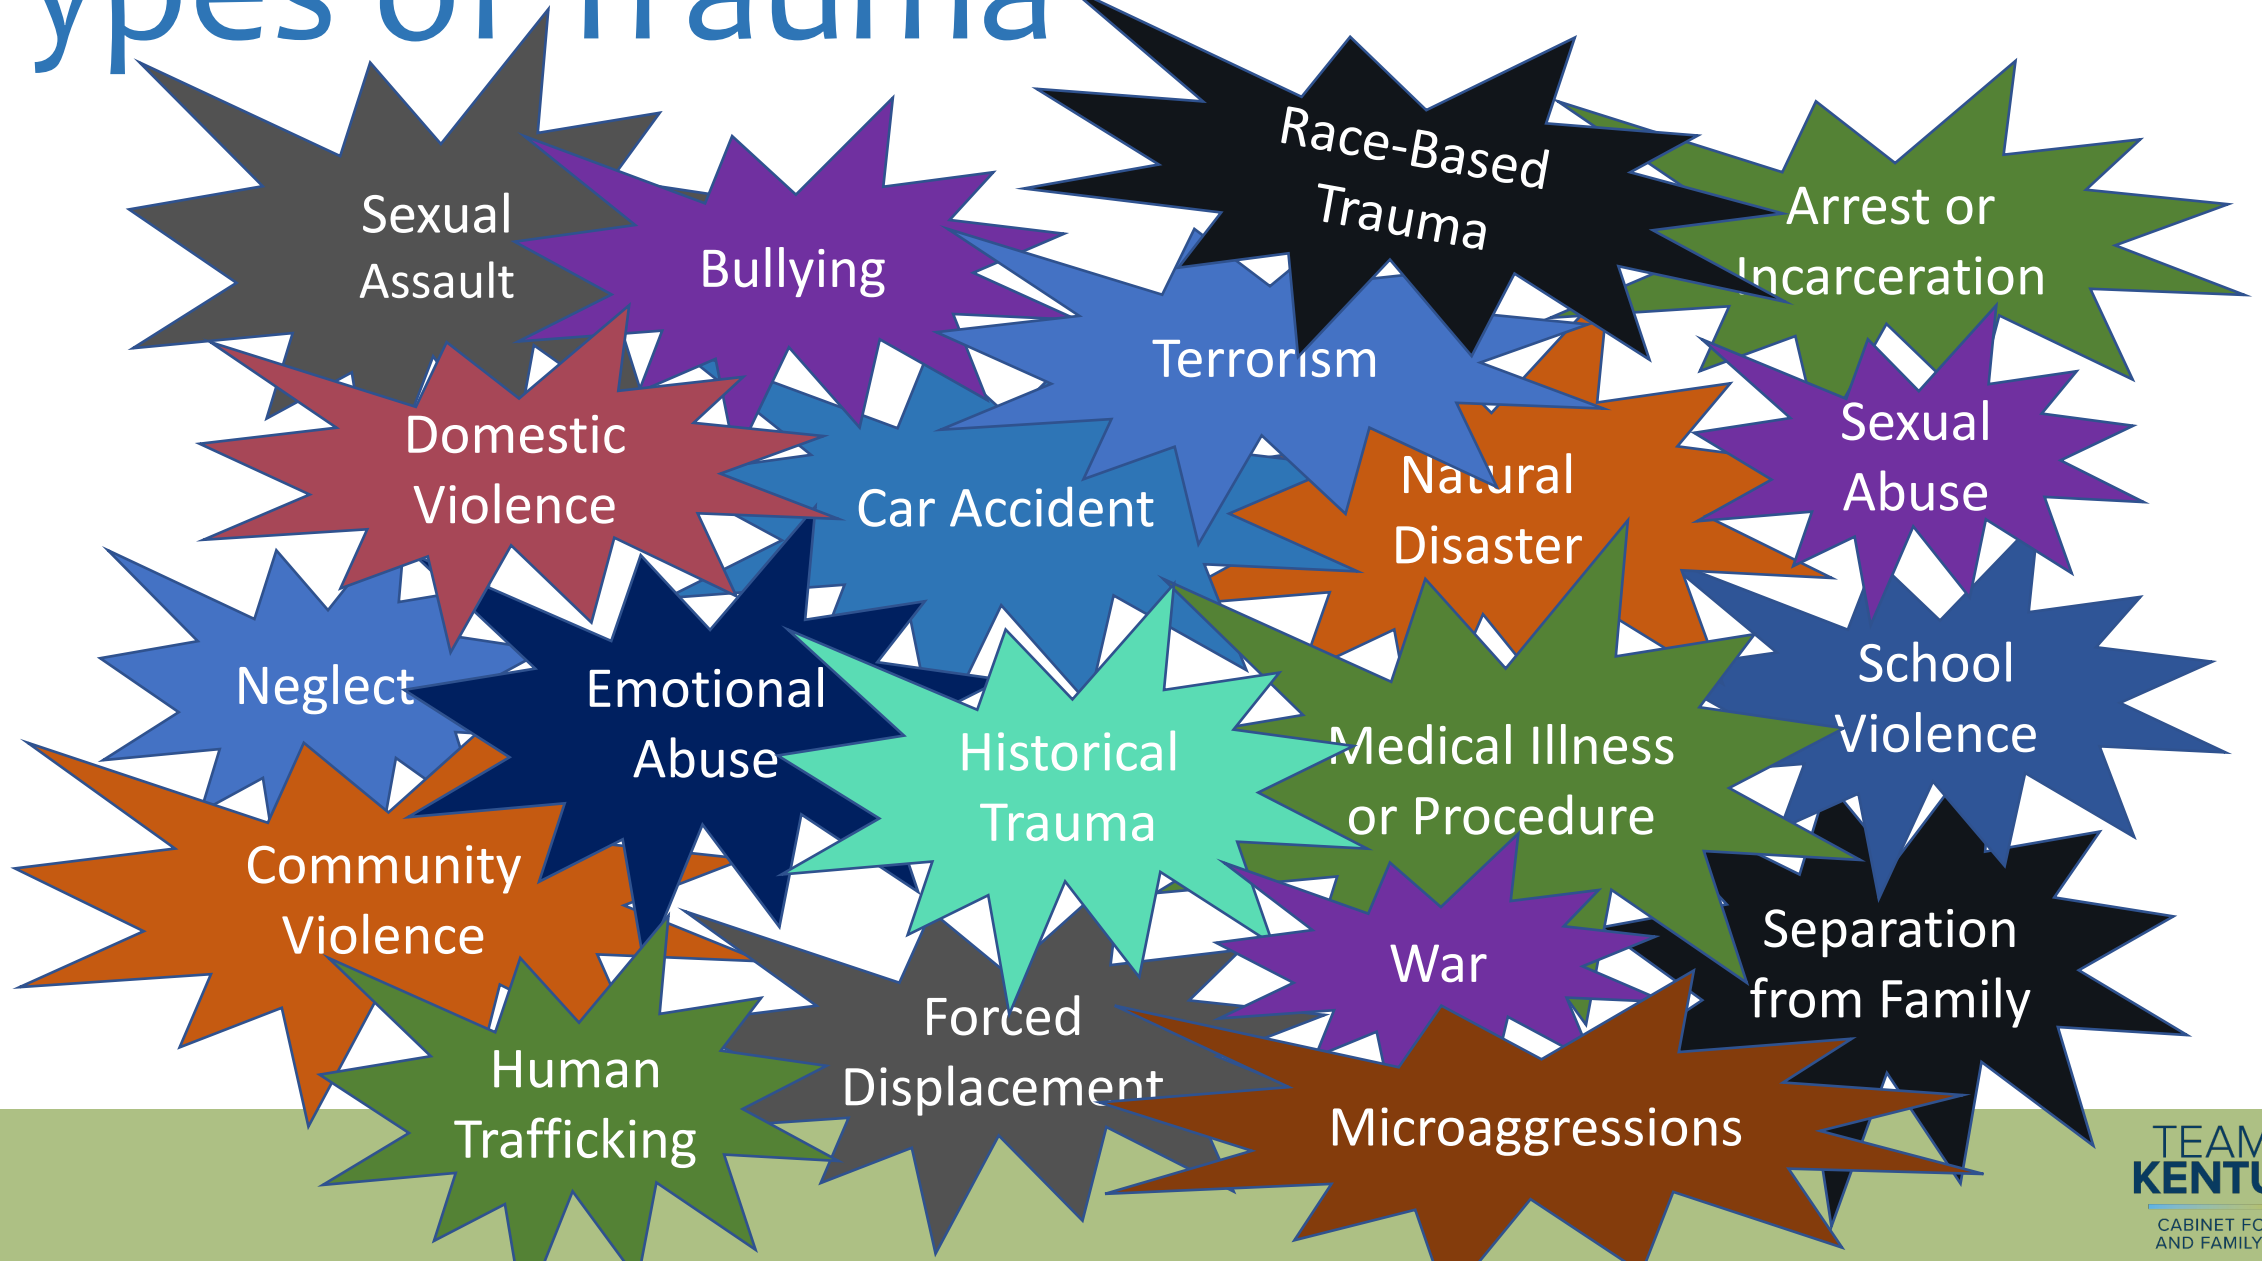 ypes of Trauma
Race-Based
Trauma
Sexual
Assault
Bullying
Arrest or
Incarceration
Terrorism
Domestic
Violence
Car Accident
Natural
Disaster
Sexual
Abuse
Neglect
Emotional
Abuse
Historical
Trauma
Medical Illness
or Procedure
School
Violence
Community
Violence
War
Separation
from Family
Human
Trafficking
Forced
Displacement
Microaggressions
TEAM
KENTU
CABINET FO
AND FAMILY